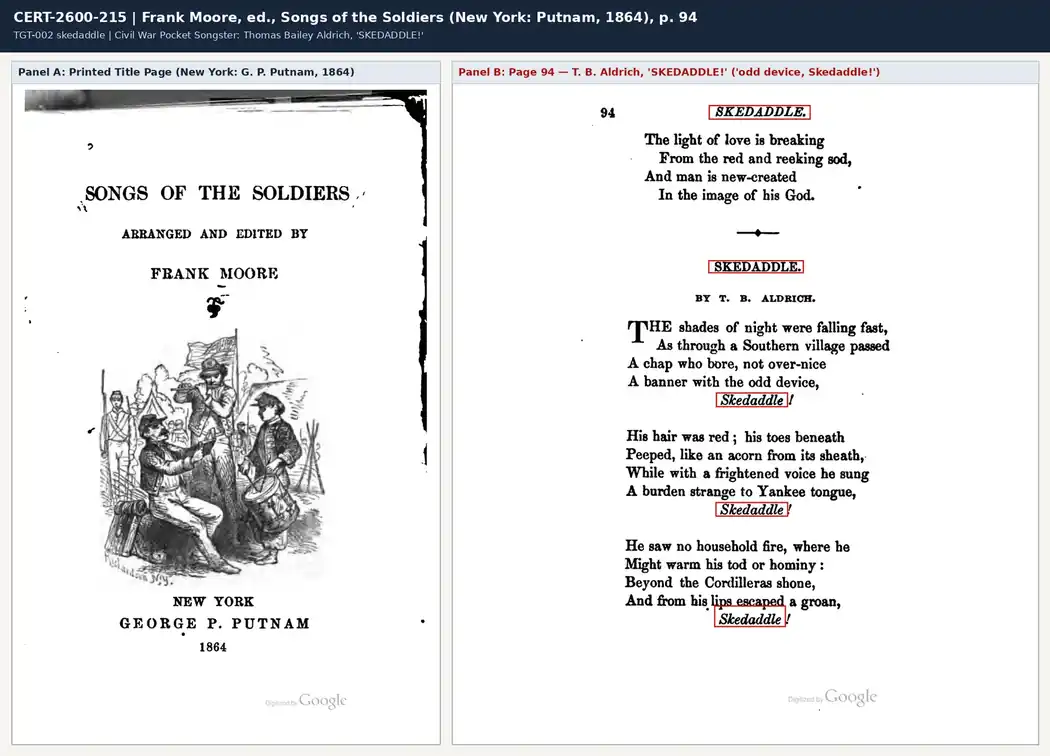 CERT-2600-215 | Frank Moore, ed., Songs of the Soldiers (New York: Putnam, 1864), p. 94
TGT-002 skedaddle | Civil War Pocket Songster: Thomas Bailey Aldrich, 'SKEDADDLE!'
Panel A: Printed Title Page (New York: G. P. Putnam, 1864)
SONGS OF THE SOLDIERS
ARRANGED AND EDITED BY
FRANK MOORE
NEW YORK
GEORGE P. PUTNAM
1864
Digitized by Google
Panel B: Page 94 — T. B. Aldrich, 'SKEDADDLE!' ('odd device, Skedaddle!')
94 SKEDADDLE.
The light of love is breaking
From the red and reeking sod,
And man is new-created
In the image of his God.
SKEDADDLE.
BY T. B. ALDRICH.
THE shades of night were falling fast,
As through a Southern village passed
A chap who bore, not over-nice
A banner with the odd device,
Skedaddle!
His hair was red; his toes beneath
Peeped, like an acorn from its sheath,
While with a frightened voice he sung
A burden strange to Yankee tongue,
Skedaddle!
He saw no household fire, where he
Might warm his tod or hominy:
Beyond the Cordilleras shone,
And from his lips escaped a groan,
Skedaddle!
Digitized by Google